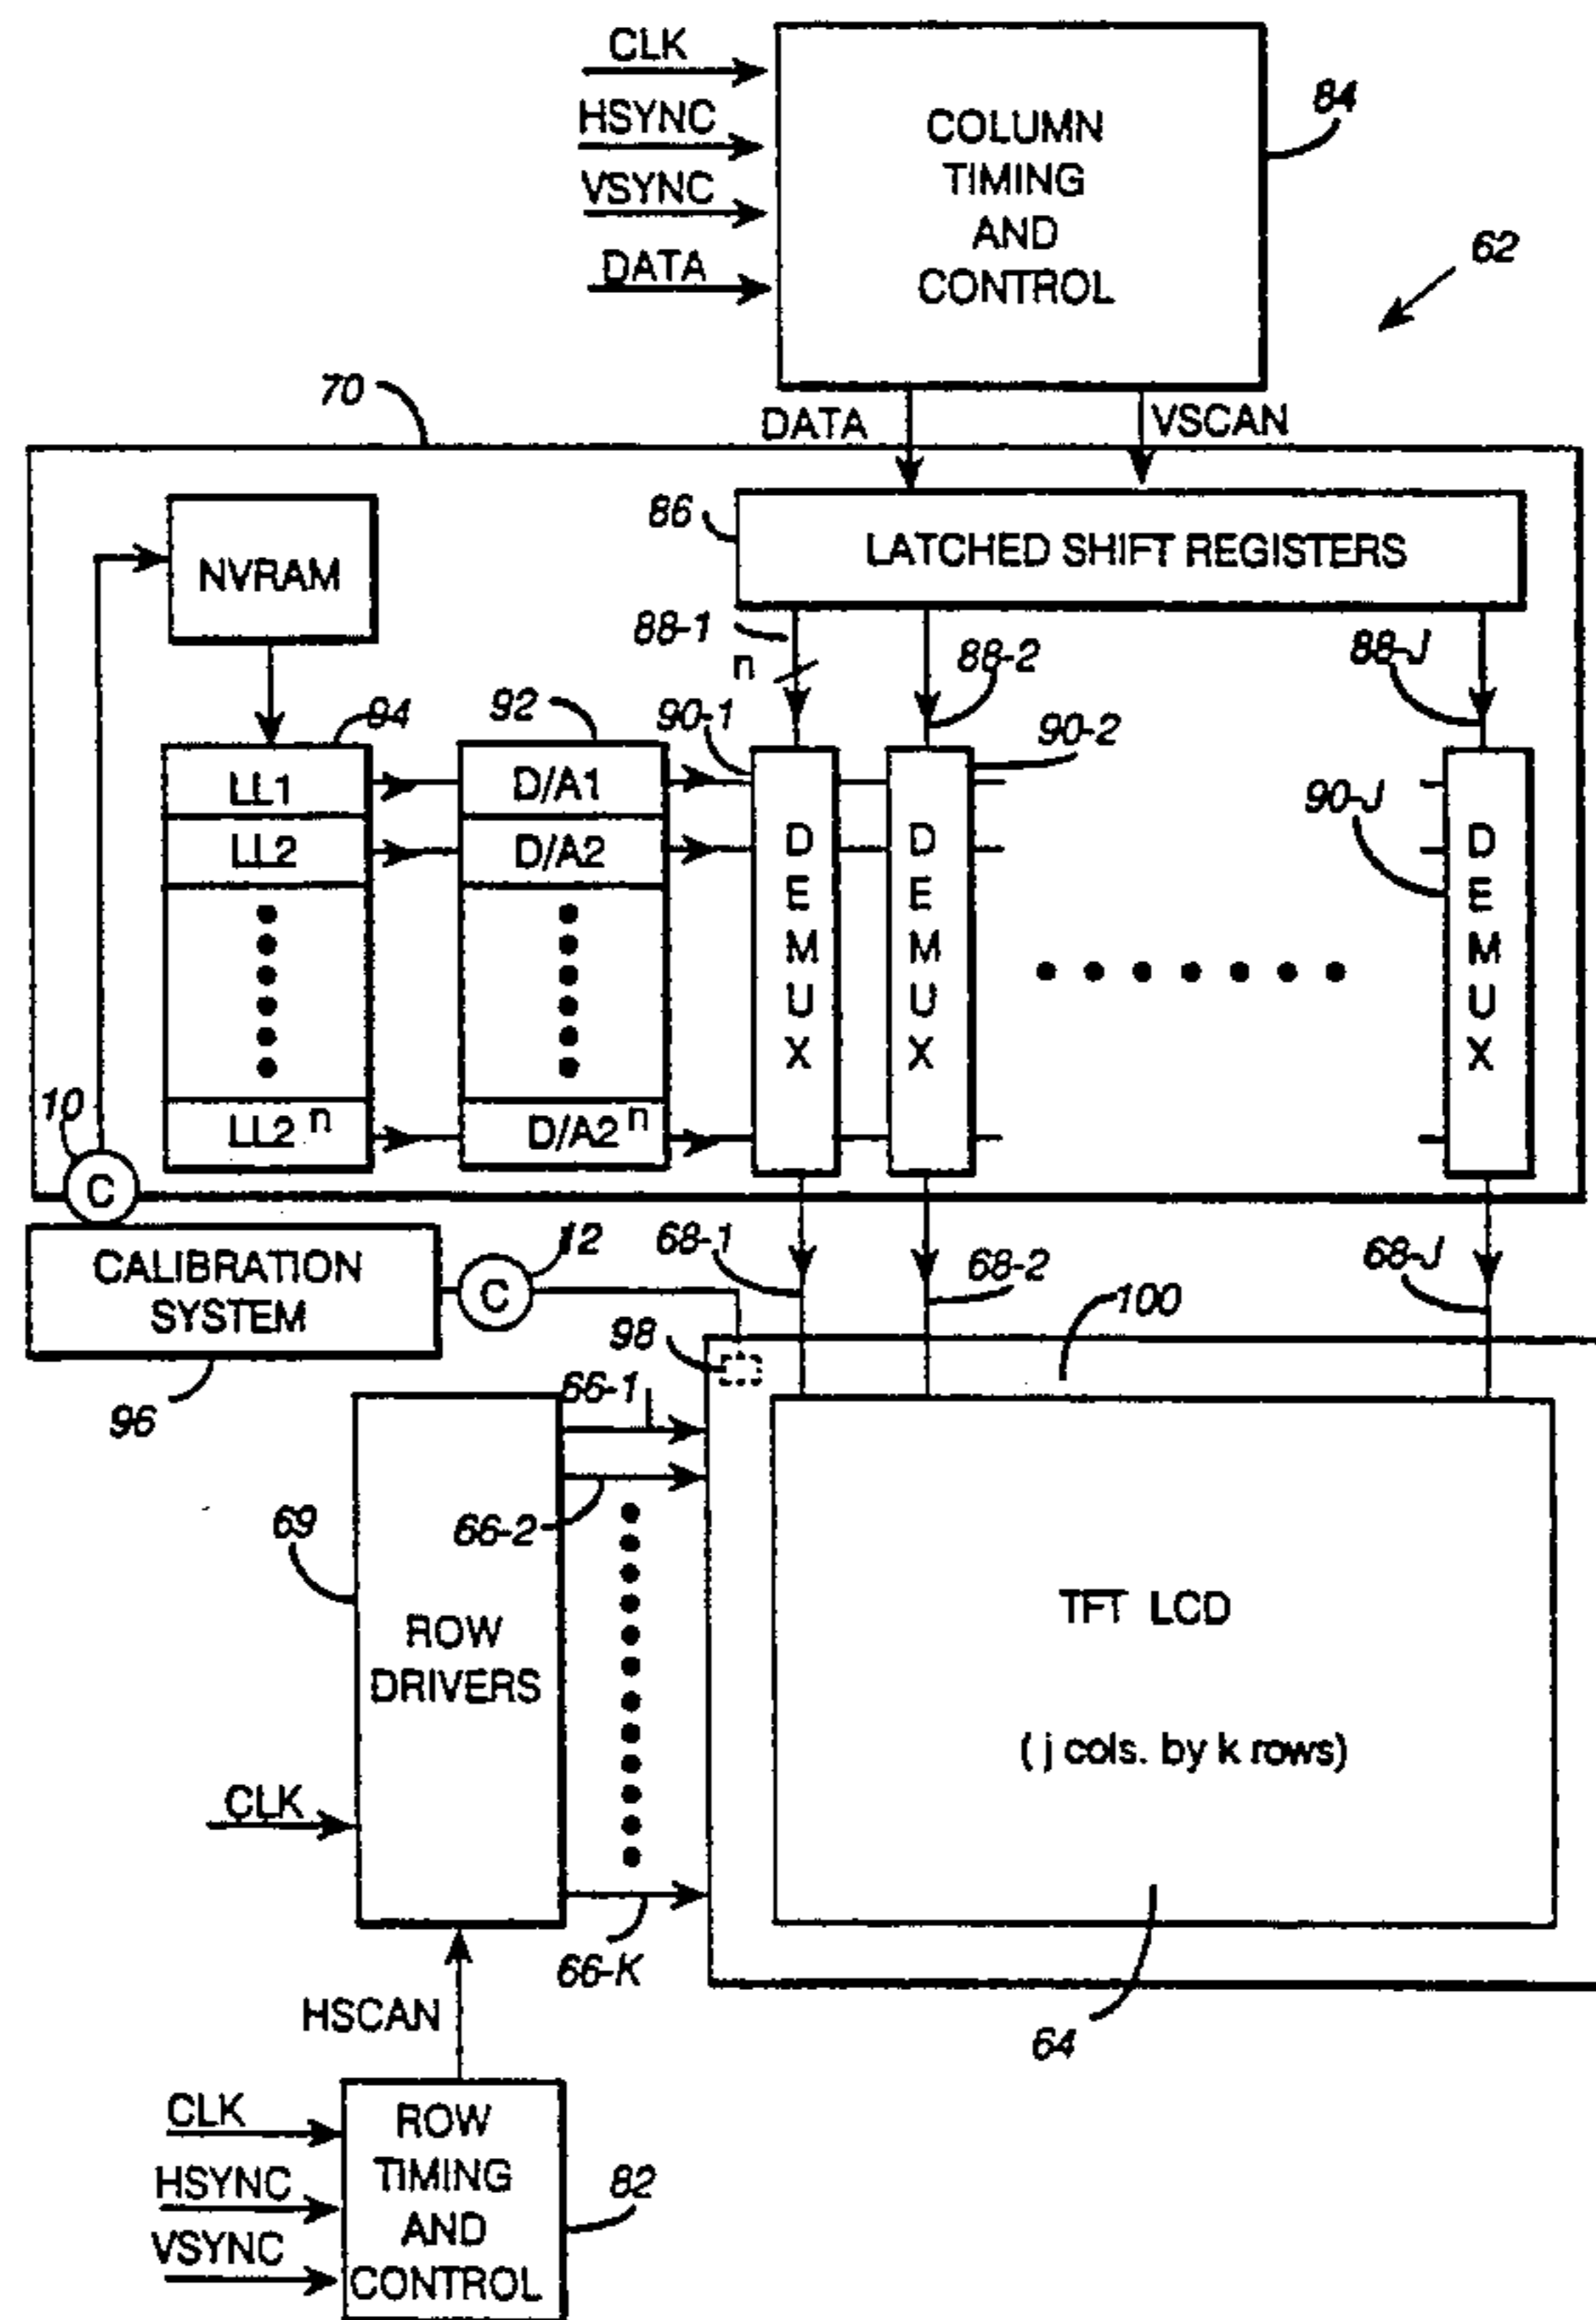 CLK
HSYNC
VSYNC
DATA
COLUMN
TIMING
AND
CONTROL
84
62
70
DATA
VSCAN
NVRAM
86
LATCHED SHIFT REGISTERS
88-1
n
88-2
88-J
94
92
90-1
90-2
90-J
LL1
LL2
LL2 n
D/A1
D/A2
D/A2 n
DEMUX
DEMUX
DEMUX
10
C
CALIBRATION
SYSTEM
96
C
12
68-1
68-2
68-J
98
100
66-1
66-2
66-K
69
ROW
DRIVERS
CLK
TFT LCD
( j cols. by k rows)
64
HSCAN
CLK
HSYNC
VSYNC
ROW
TIMING
AND
CONTROL
82